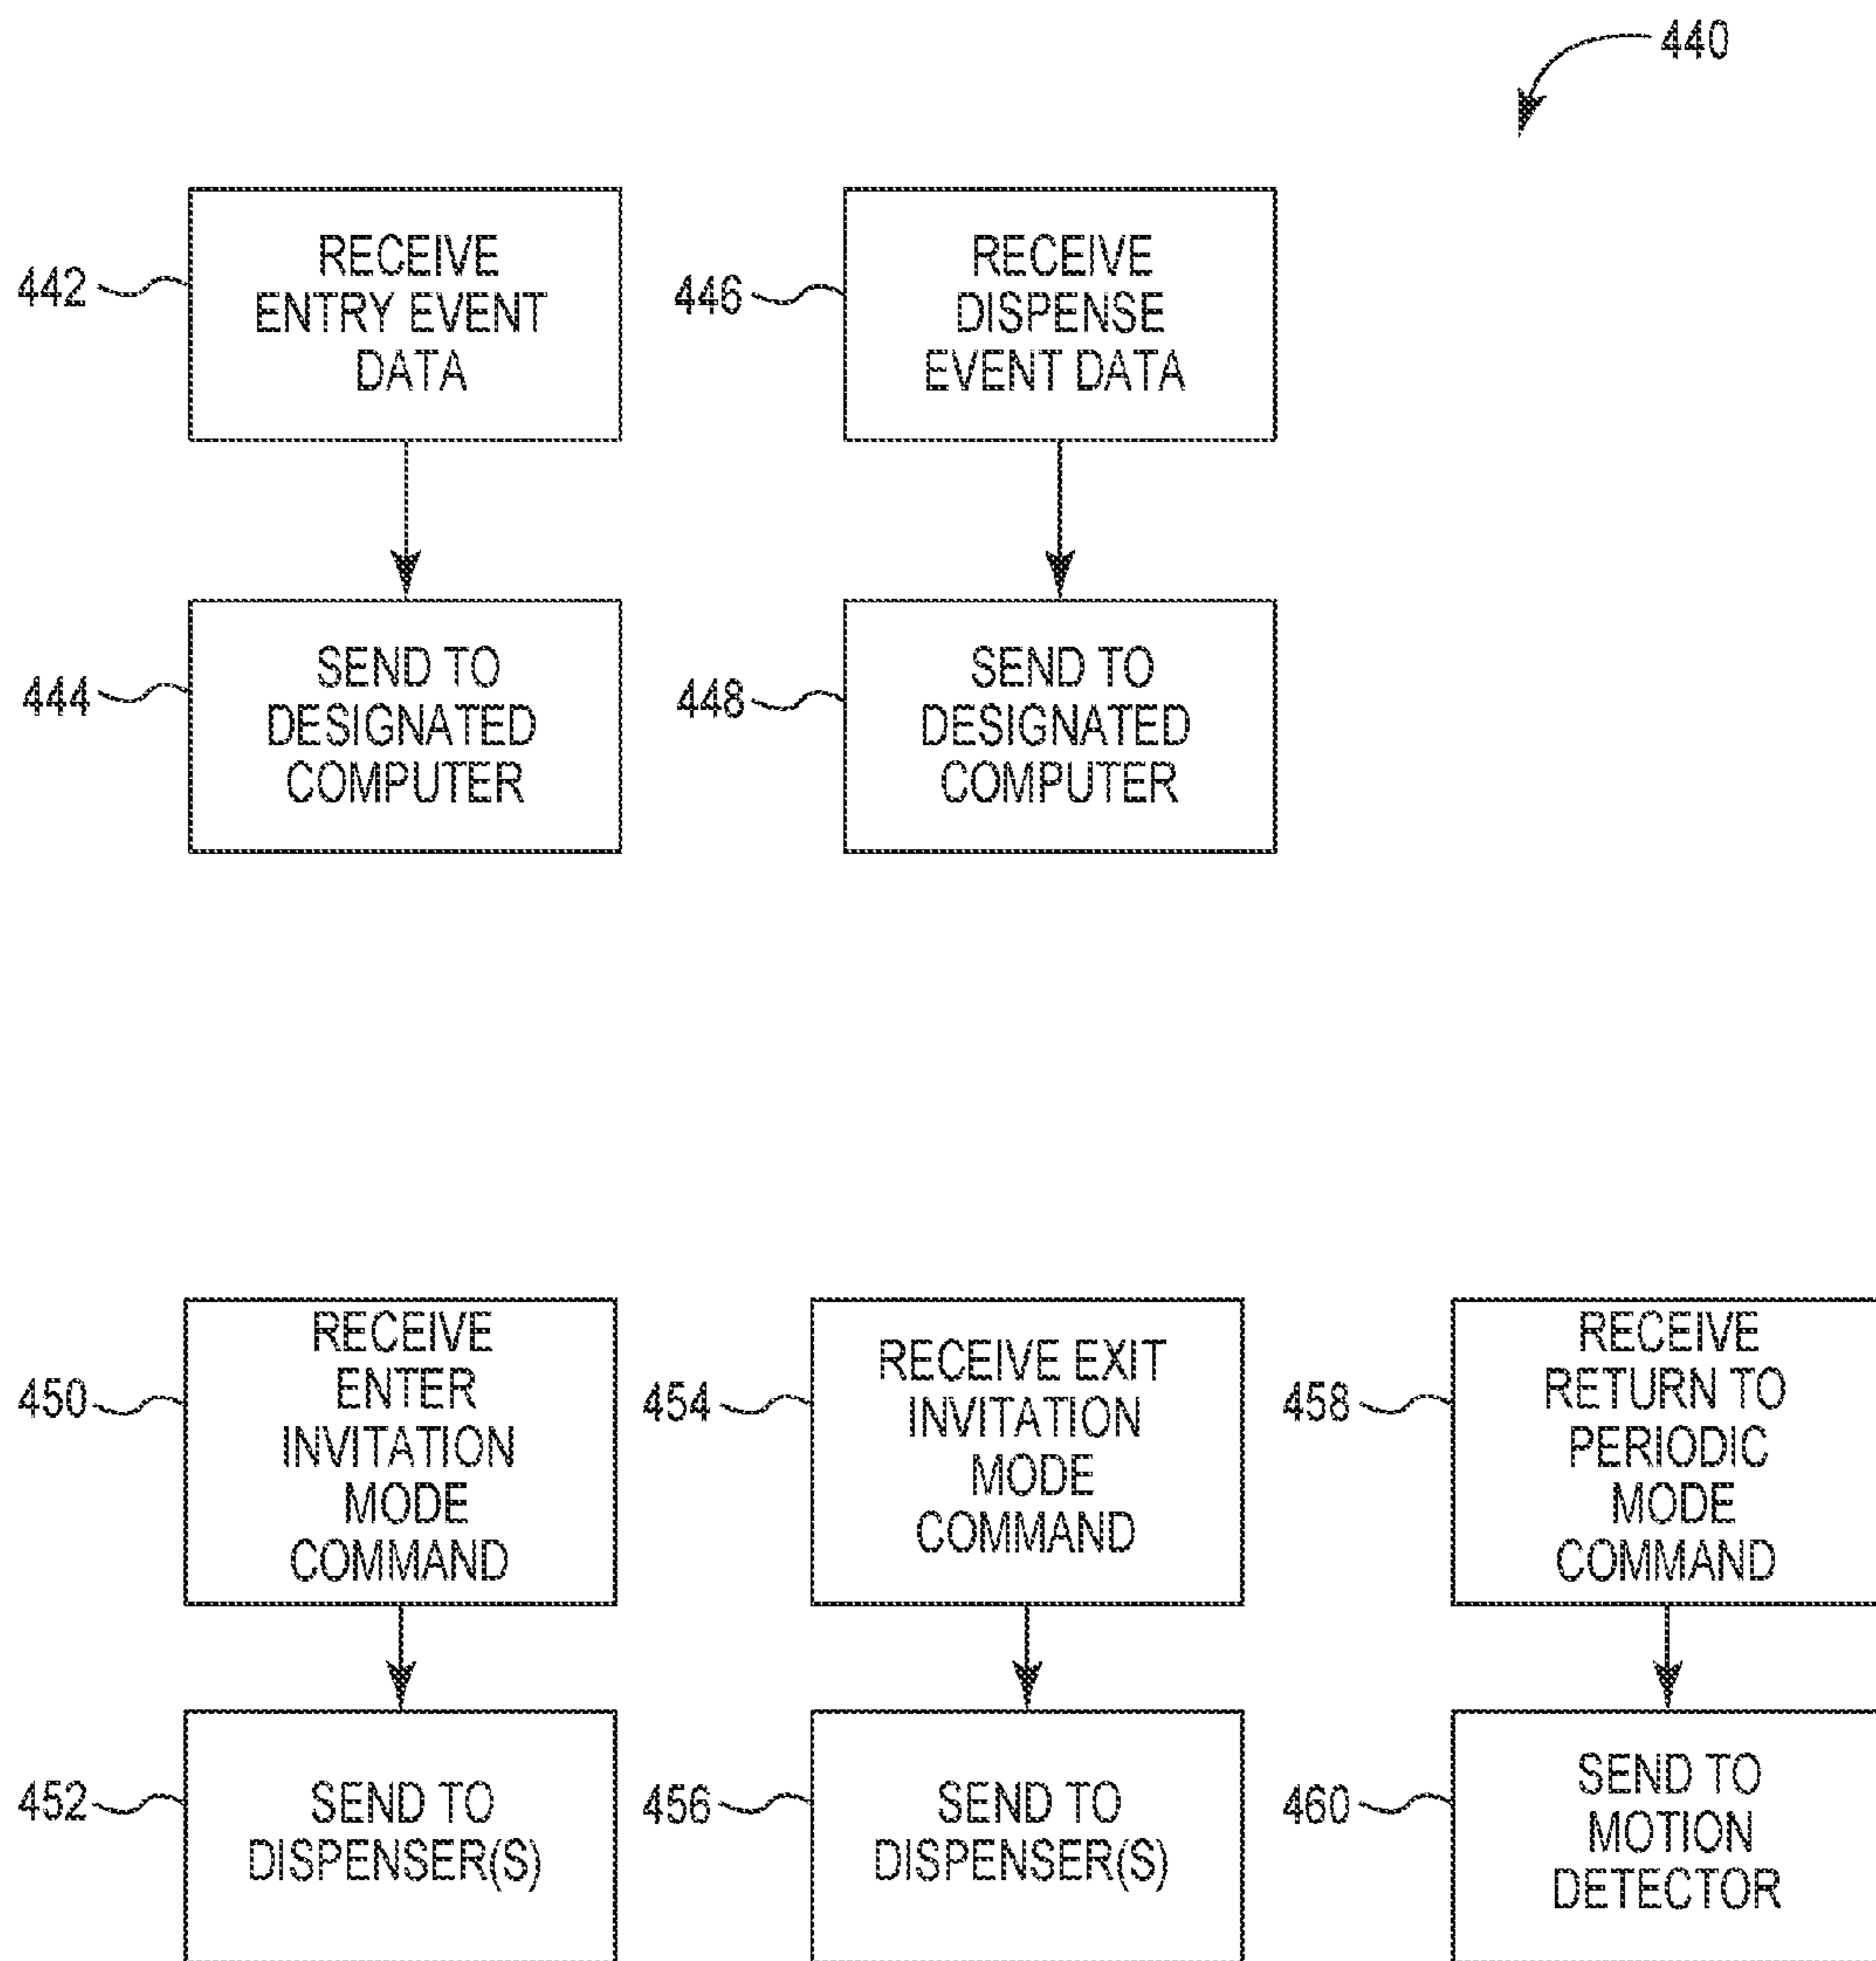 440
442
RECEIVE
ENTRY EVENT
DATA
446
RECEIVE
DISPENSE
EVENT DATA
444
SEND TO
DESIGNATED
COMPUTER
448
SEND TO
DESIGNATED
COMPUTER
450
RECEIVE
ENTER
INVITATION
MODE
COMMAND
454
RECEIVE EXIT
INVITATION
MODE
COMMAND
458
RECEIVE
RETURN TO
PERIODIC
MODE
COMMAND
452
SEND TO
DISPENSER(S)
456
SEND TO
DISPENSER(S)
460
SEND TO
MOTION
DETECTOR